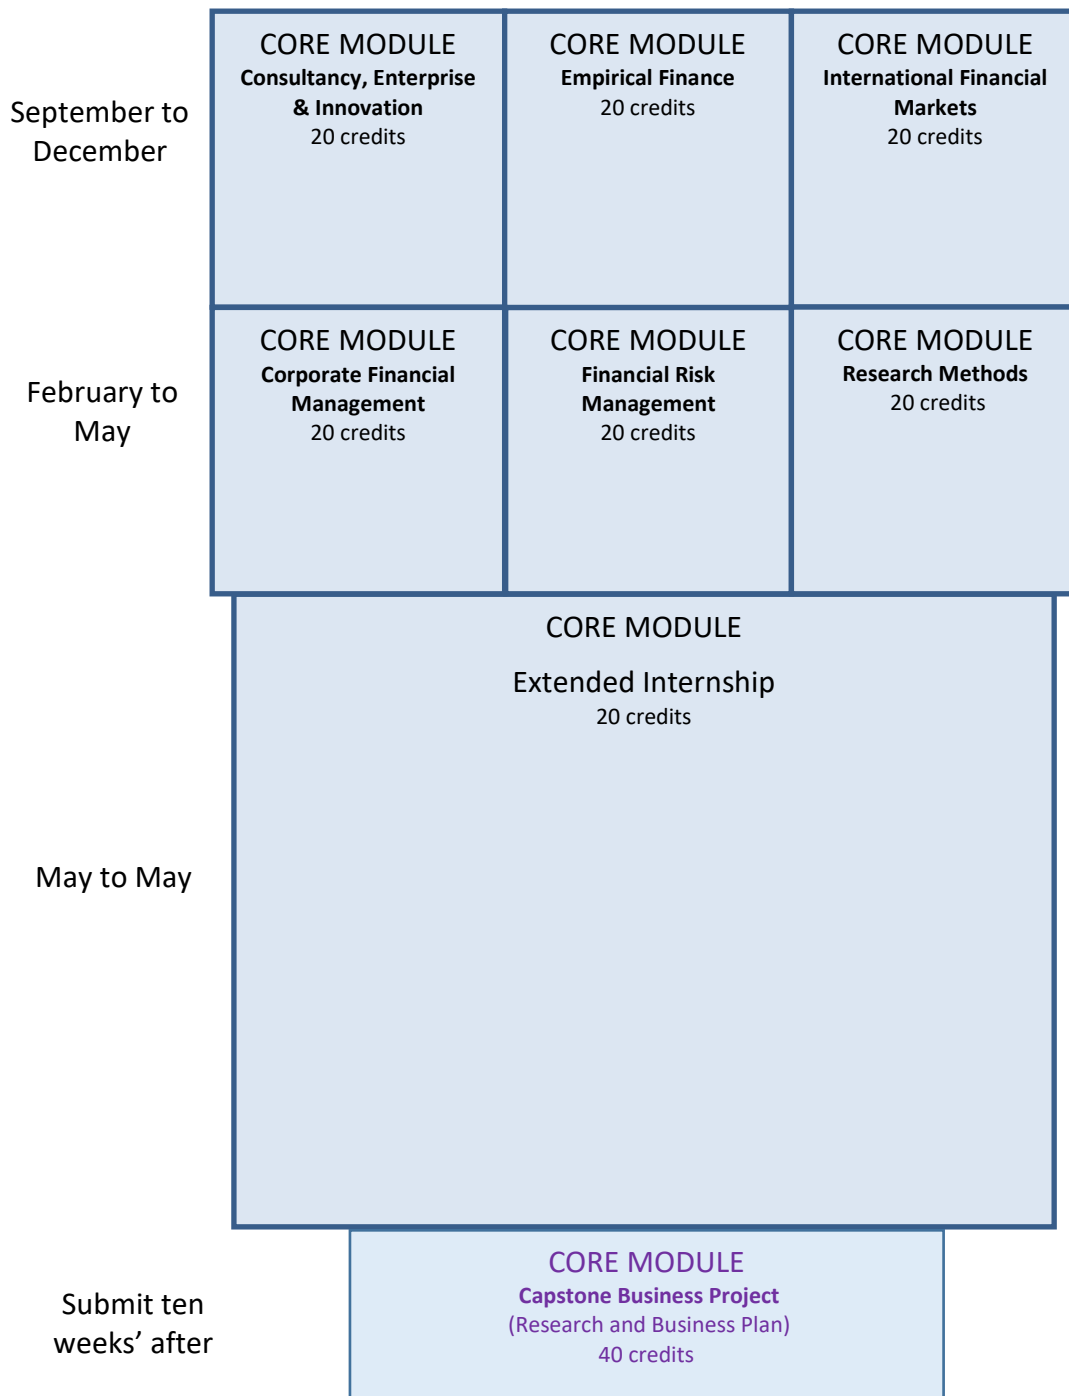 September to
December
CORE MODULE
Consultancy, Enterprise
& Innovation
20 credits
CORE MODULE
Empirical Finance
20 credits
CORE MODULE
International Financial
Markets
20 credits
February to
May
CORE MODULE
Corporate Financial
Management
20 credits
CORE MODULE
Financial Risk
Management
20 credits
CORE MODULE
Research Methods
20 credits
May to May
CORE MODULE
Extended Internship
20 credits
Submit ten
weeks’ after
CORE MODULE
Capstone Business Project
(Research and Business Plan)
40 credits